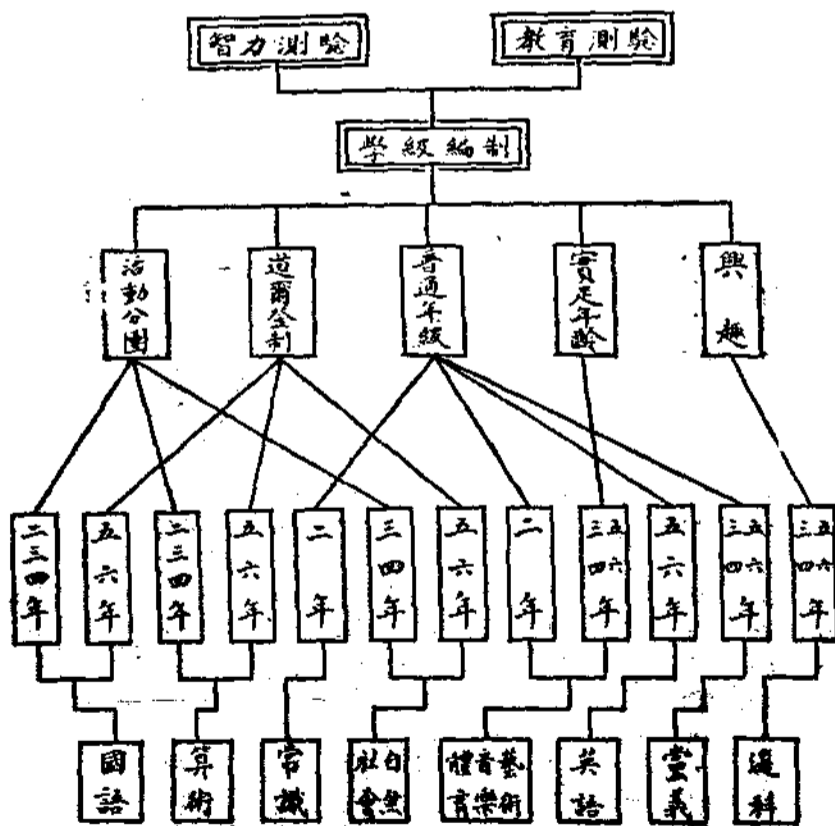 智力測驗
教育測驗
學級編制
活動分團
道爾登制
普通年級
實足年齡
興趣
二三四年
五六年
二三四年
五六年
二年
三四年
五六年
二年
三四五六年
五六年
三四五六年
三四五六年
國語
算術
常識
自然
社會
藝術
音樂
體育
英語
黨義
選科